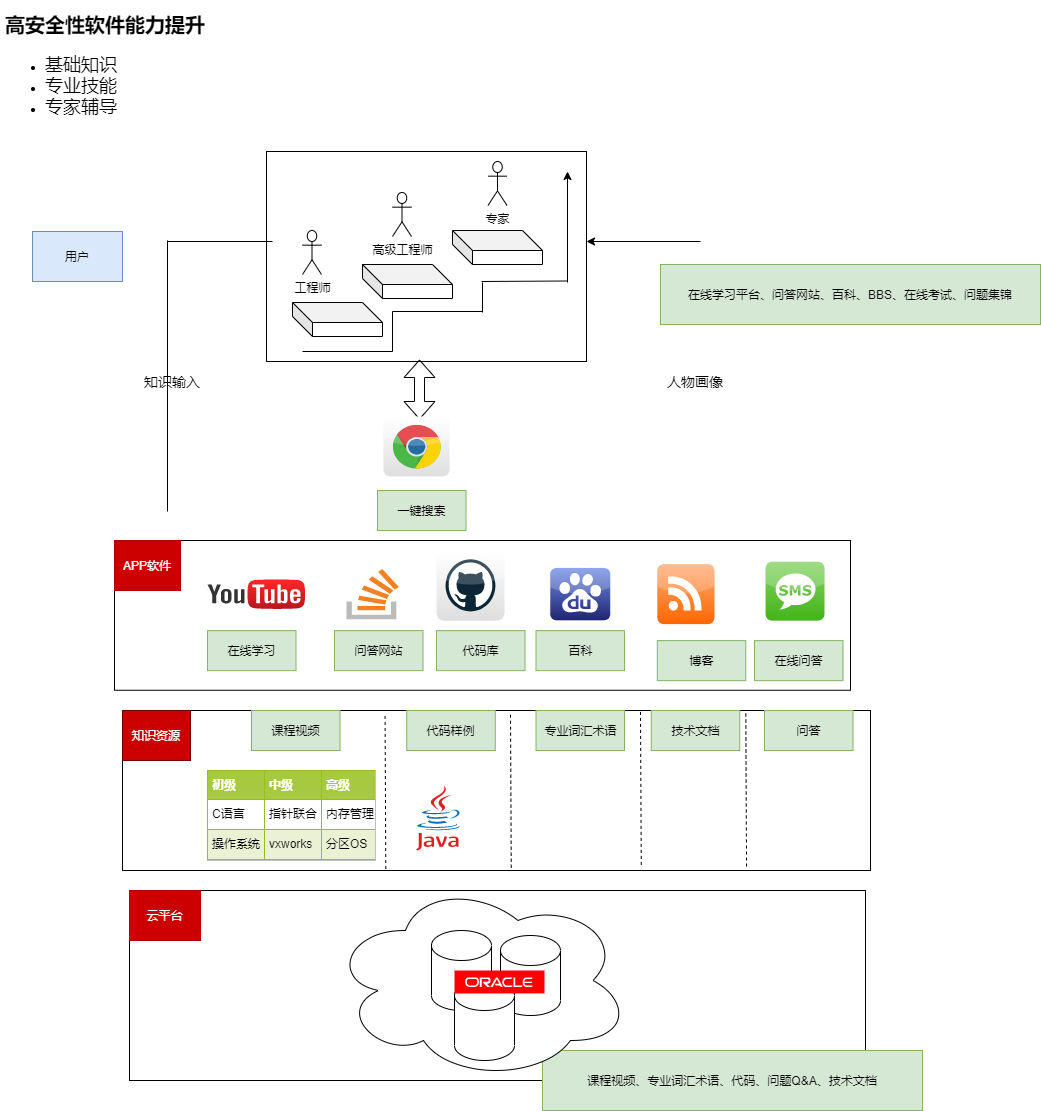 高安全性软件能力提升
基础知识
专业技能
专家辅导
专家
高级工程师
工程师
用户
在线学习平台、问答网站、百科、BBS、在线考试、问题集锦
知识输入
人物画像
一键搜索
APP软件
YouTube
du
SMS
在线学习
问答网站
代码库
百科
博客
在线问答
知识资源
课程视频
代码样例
专业词汇术语
技术文档
问答
初级 中级 高级
C语言 指针联合 内存管理
操作系统 vxworks 分区OS
Java
云平台
ORACLE
课程视频、专业词汇术语、代码、问题Q&A、技术文档